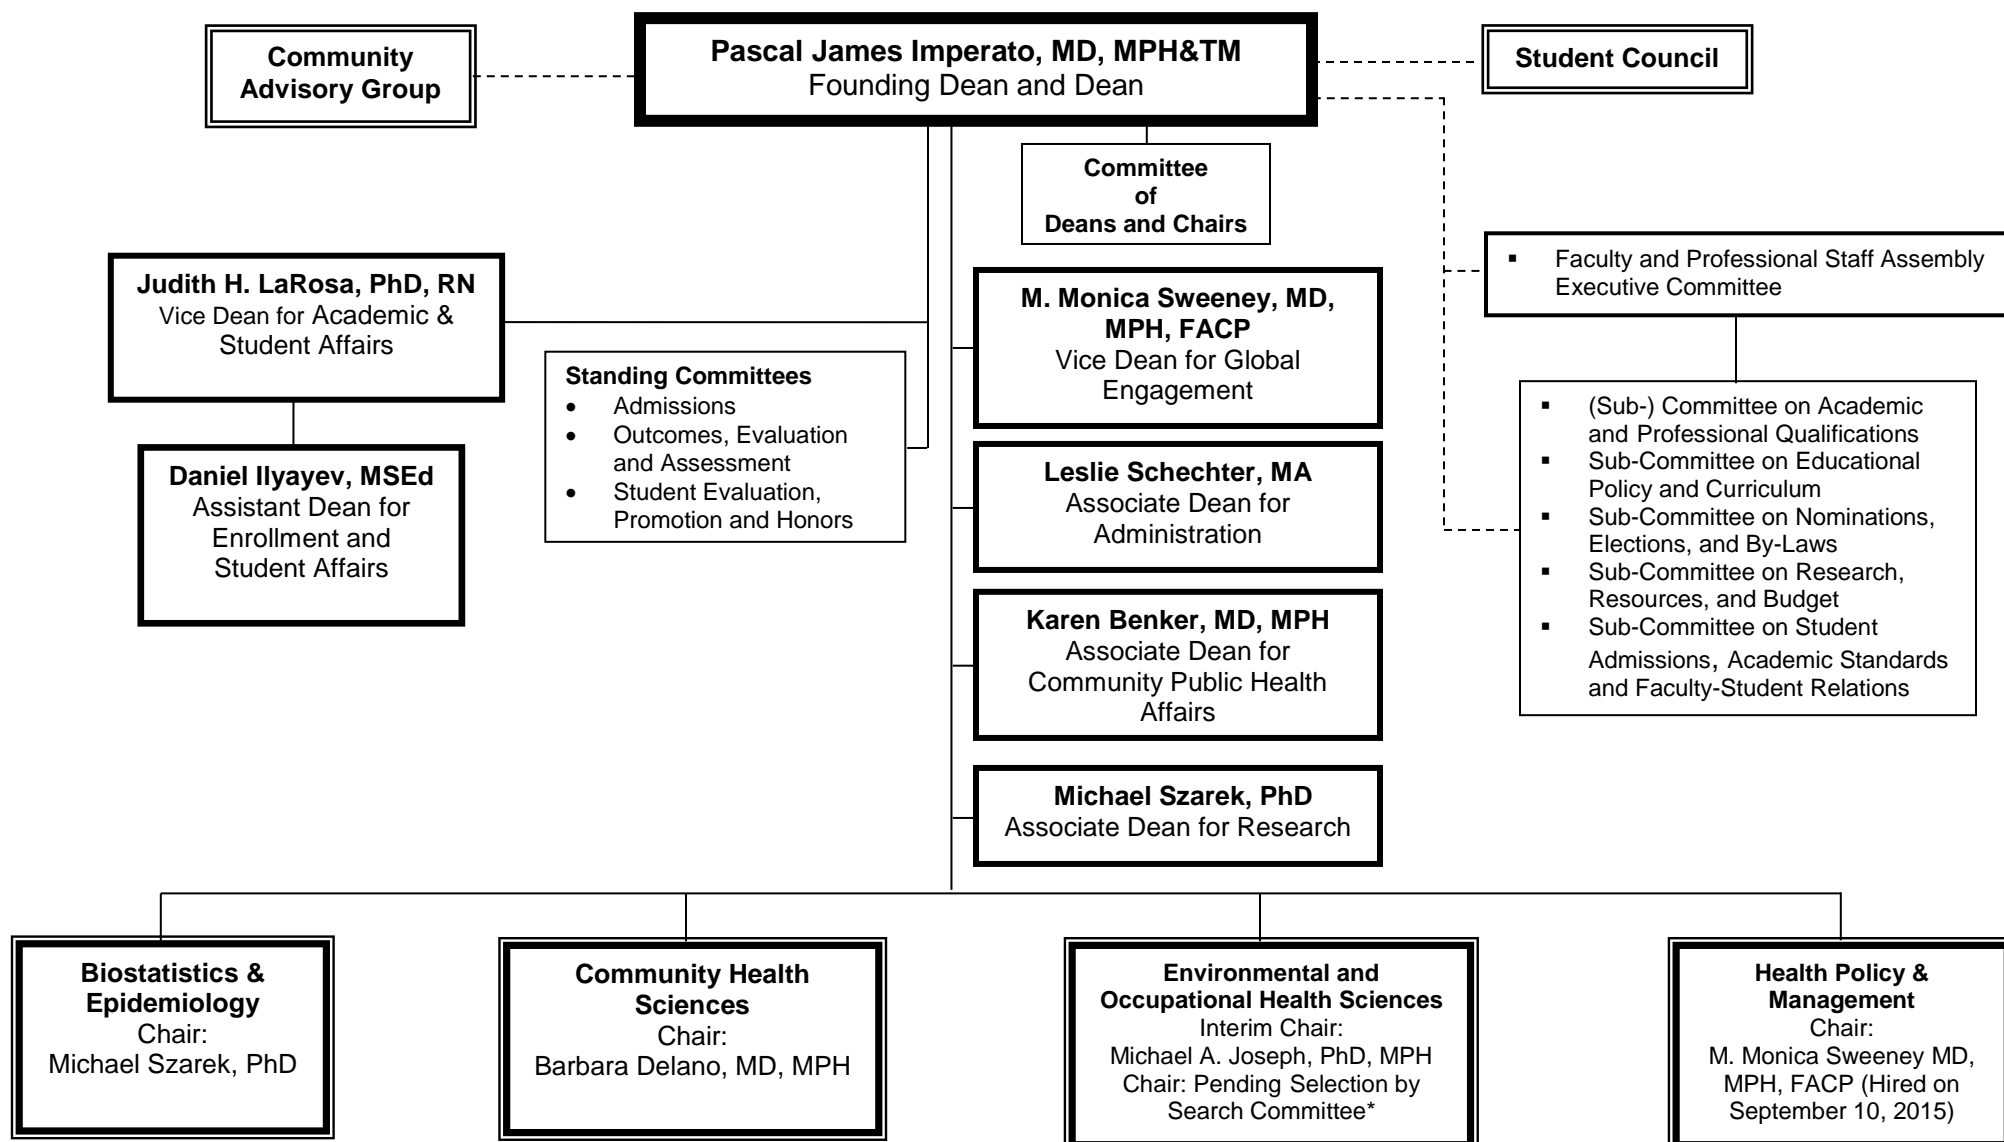 Community
Advisory Group
Pascal James Imperato, MD, MPH&TM
Founding Dean and Dean
Student Council
Committee
of
Deans and Chairs
Judith H. LaRosa, PhD, RN
Vice Dean for Academic &
Student Affairs
Daniel Ilyayev, MSEd
Assistant Dean for
Enrollment and
Student Affairs
Standing Committees
• Admissions
• Outcomes, Evaluation
and Assessment
• Student Evaluation,
Promotion and Honors
M. Monica Sweeney, MD,
MPH, FACP
Vice Dean for Global
Engagement
Leslie Schechter, MA
Associate Dean for
Administration
Karen Benker, MD, MPH
Associate Dean for
Community Public Health
Affairs
Michael Szarek, PhD
Associate Dean for Research
▪ Faculty and Professional Staff Assembly
Executive Committee
▪ (Sub-) Committee on Academic
and Professional Qualifications
▪ Sub-Committee on Educational
Policy and Curriculum
▪ Sub-Committee on Nominations,
Elections, and By-Laws
▪ Sub-Committee on Research,
Resources, and Budget
▪ Sub-Committee on Student
Admissions, Academic Standards
and Faculty-Student Relations
Biostatistics &
Epidemiology
Chair:
Michael Szarek, PhD
Community Health
Sciences
Chair:
Barbara Delano, MD, MPH
Environmental and
Occupational Health Sciences
Interim Chair:
Michael A. Joseph, PhD, MPH
Chair: Pending Selection by
Search Committee*
Health Policy &
Management
Chair:
M. Monica Sweeney MD,
MPH, FACP (Hired on
September 10, 2015)